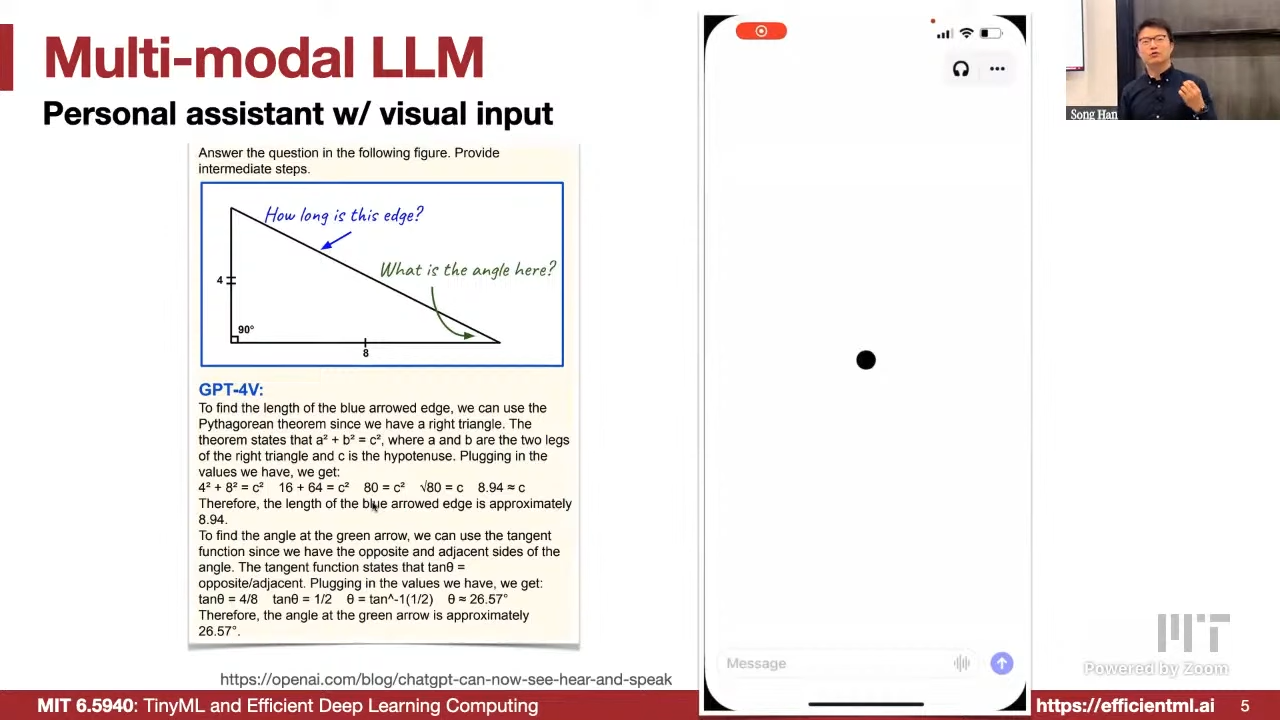 Multi-modal LLM
Personal assistant w/ visual input
Answer the question in the following figure. Provide
intermediate steps.
How long is this edge?
What is the angle here?
4
90°
8
GPT-4V:
To find the length of the blue arrowed edge, we can use the
Pythagorean theorem since we have a right triangle. The
theorem states that a² + b² = c², where a and b are the two legs
of the right triangle and c is the hypotenuse. Plugging in the
values we have, we get:
4² + 8² = c² 16 + 64 = c² 80 = c² √80 = c 8.94 ≈ c
Therefore, the length of the blue arrowed edge is approximately
8.94.
To find the angle at the green arrow, we can use the tangent
function since we have the opposite and adjacent sides of the
angle. The tangent function states that tanθ =
opposite/adjacent. Plugging in the values we have, we get:
tanθ = 4/8 tanθ = 1/2 θ = tan^-1(1/2) θ ≈ 26.57°
Therefore, the angle at the green arrow is approximately
26.57°.
https://openai.com/blog/chatgpt-can-now-see-hear-and-speak
Message
Song Han
MIT
Powered by Zoom
MIT 6.5940: TinyML and Efficient Deep Learning Computing
https://efficientml.ai
5